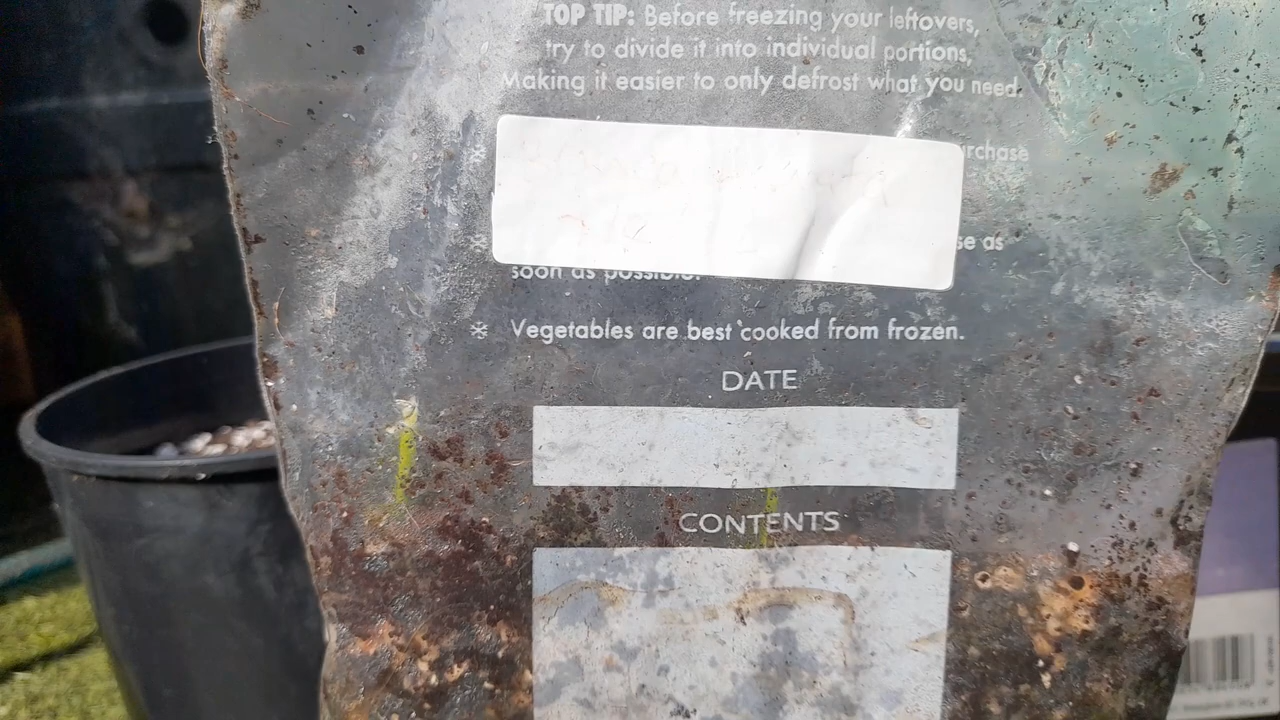 TOP TIP: Before freezing your leftovers,
try to divide it into individual portions,
Making it easier to only defrost what you need.
se as
soon as possible.
Vegetables are best cooked from frozen.
DATE
CONTENTS